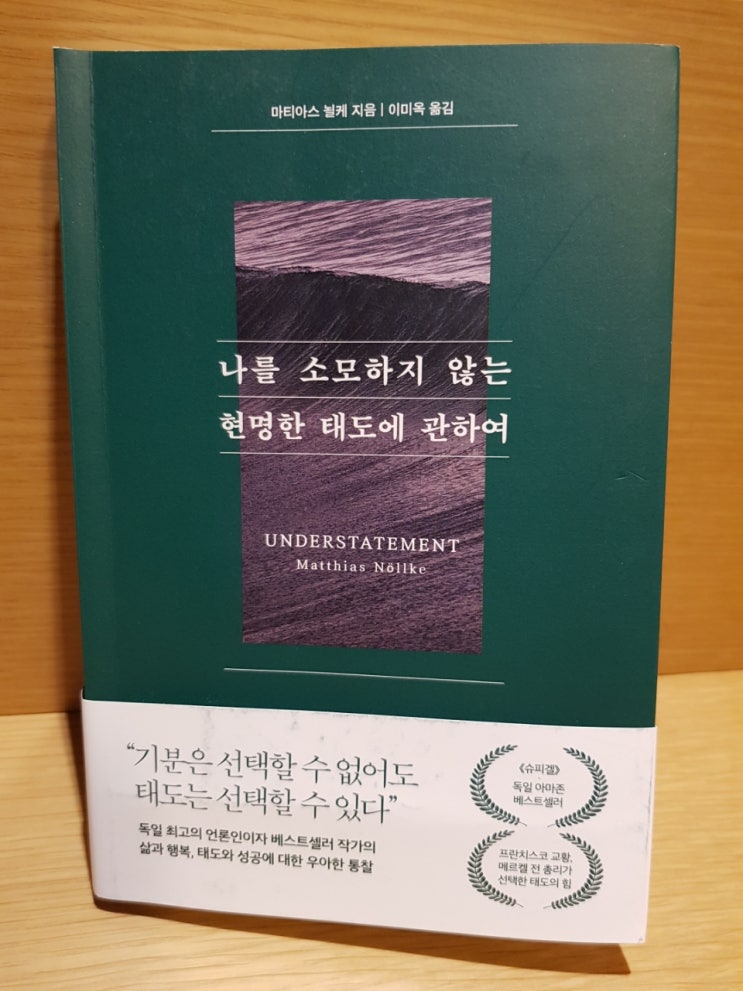 마티아스 뇔케 지음 | 이미옥 옮김
나를 소모하지 않는
현명한 태도에 관하여
UNDERSTATEMENT
Matthias Nöllke
“기분은 선택할 수 없어도
태도는 선택할 수 있다”
독일 최고의 언론인이자 베스트셀러 작가의
삶과 행복, 태도와 성공에 대한 우아한 통찰
《슈피겔》
독일 아마존
베스트셀러
프란치스코 교황,
메르켈 전 총리가
선택한 태도의 힘